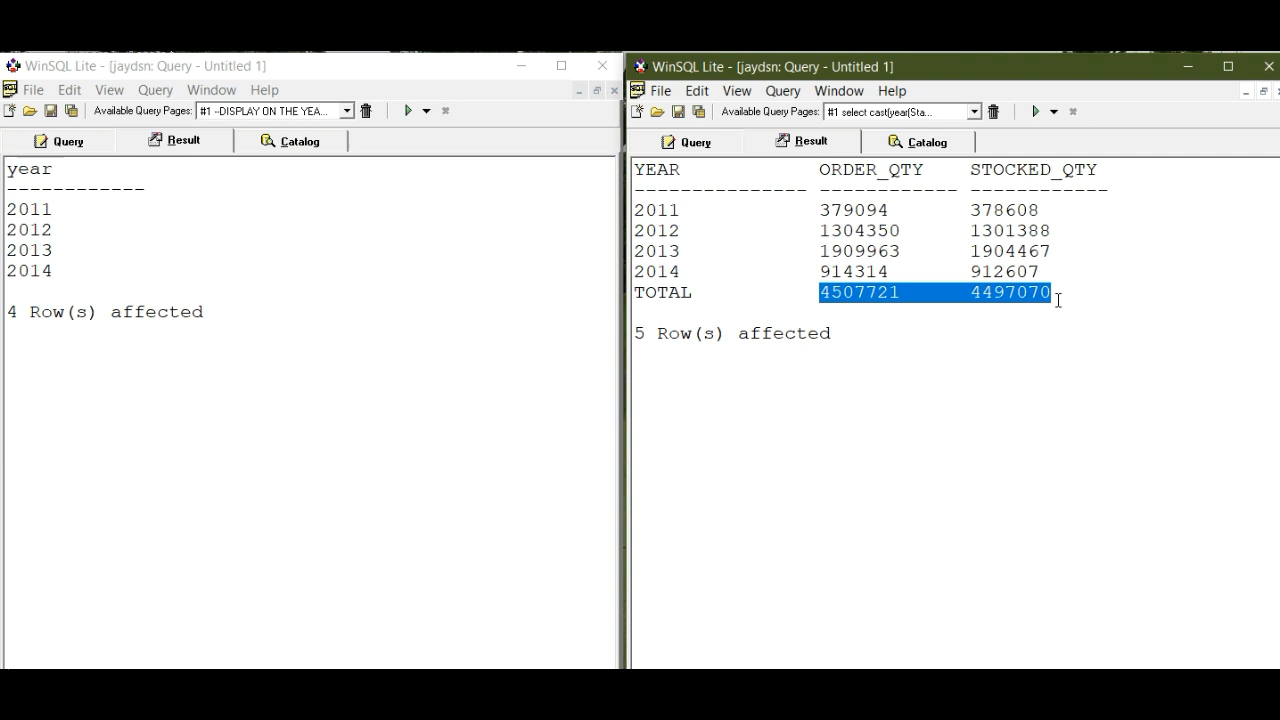 WinSQL Lite - [jaydsn: Query - Untitled 1]
File Edit View Query Window Help
Available Query Pages: #1 --DISPLAY ON THE YEA...
Query Result Catalog
year
------------
2011
2012
2013
2014
4 Row(s) affected
WinSQL Lite - [jaydsn: Query - Untitled 1]
File Edit View Query Window Help
Available Query Pages: #1 select cast(year(Sta...
Query Result Catalog
YEAR ORDER_QTY STOCKED_QTY
--------------- ------------ ------------
2011 379094 378608
2012 1304350 1301388
2013 1909963 1904467
2014 914314 912607
TOTAL 4507721 4497070
5 Row(s) affected